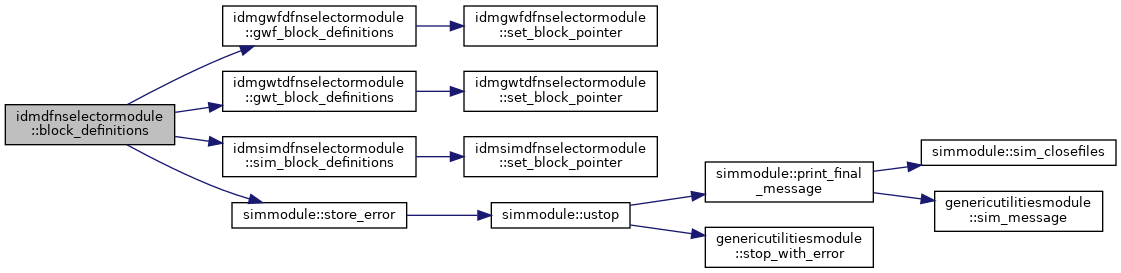 idmdfnselectormodule
::block_definitions
idmgwfdfnselectormodule
::gwf_block_definitions
idmgwfdfnselectormodule
::set_block_pointer
idmgwtdfnselectormodule
::gwt_block_definitions
idmgwtdfnselectormodule
::set_block_pointer
idmsimdfnselectormodule
::sim_block_definitions
idmsimdfnselectormodule
::set_block_pointer
simmodule::store_error
simmodule::ustop
simmodule::print_final
_message
simmodule::sim_closefiles
genericutilitiesmodule
::sim_message
genericutilitiesmodule
::stop_with_error